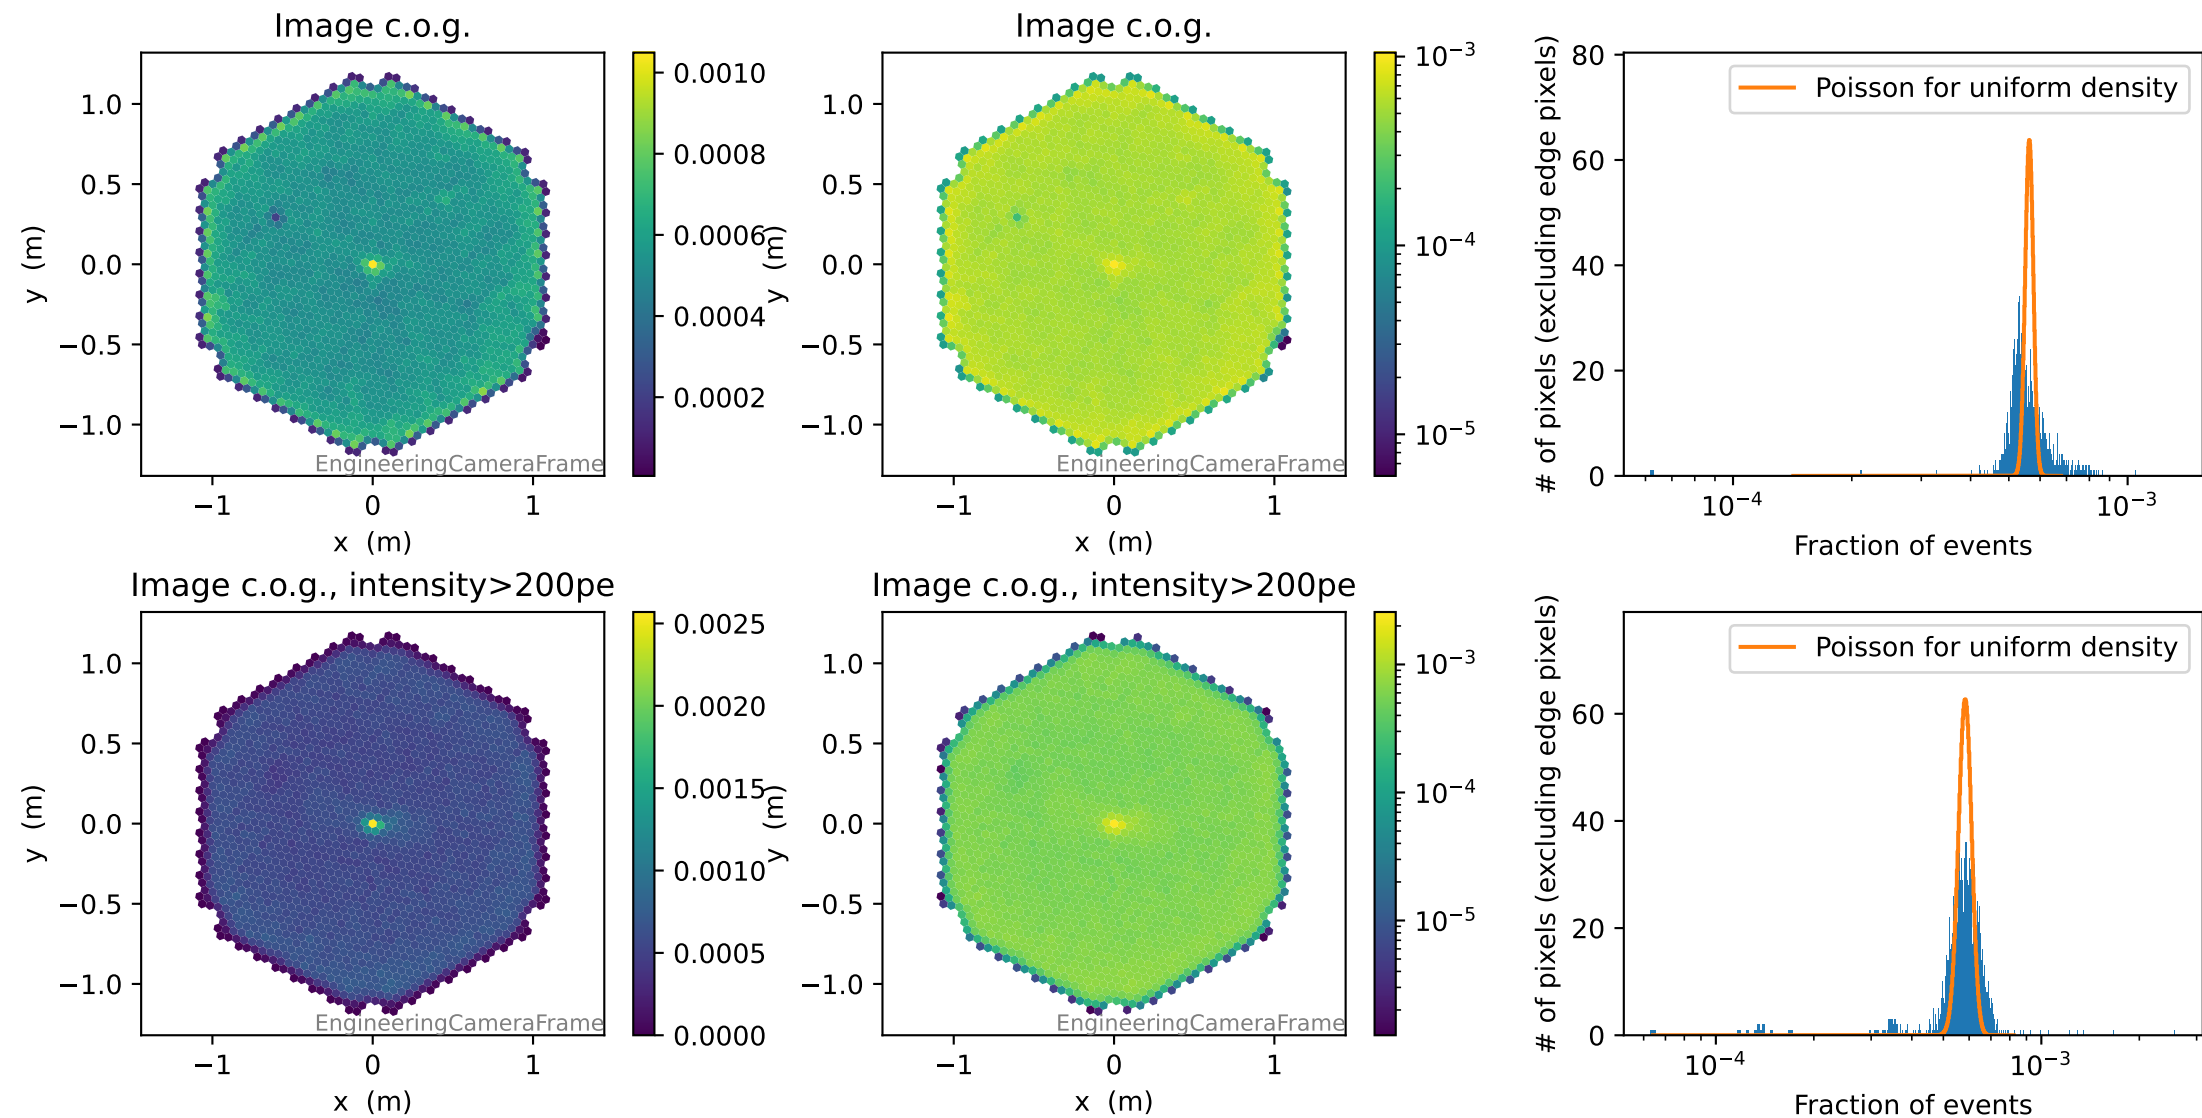 Image c.o.g.
y (m)
1.0
0.5
0.0
−0.5
−1.0
−1
0
1
x (m)
EngineeringCameraFrame
0.0010
0.0008
0.0006
0.0004
0.0002
Image c.o.g.
y (m)
1.0
0.5
0.0
−0.5
−1.0
−1
0
1
x (m)
EngineeringCameraFrame
10⁻³
10⁻⁴
10⁻⁵
# of pixels (excluding edge pixels)
80
60
40
20
0
Poisson for uniform density
10⁻⁴
10⁻³
Fraction of events
Image c.o.g., intensity>200pe
y (m)
1.0
0.5
0.0
−0.5
−1.0
−1
0
1
x (m)
EngineeringCameraFrame
0.0025
0.0020
0.0015
0.0010
0.0005
0.0000
Image c.o.g., intensity>200pe
y (m)
1.0
0.5
0.0
−0.5
−1.0
−1
0
1
x (m)
EngineeringCameraFrame
10⁻³
10⁻⁴
10⁻⁵
# of pixels (excluding edge pixels)
60
40
20
0
Poisson for uniform density
10⁻⁴
10⁻³
Fraction of events